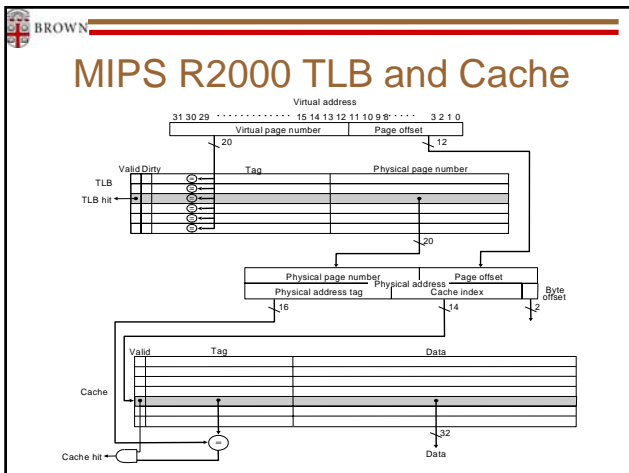 BROWN
MIPS R2000 TLB and Cache
Virtual address
31 30 29 · · · · · · · · · · · · · 15 14 13 12 11 10 9 8 · · · · · 3 2 1 0
Virtual page number Page offset
20 12
Valid Dirty Tag Physical page number
TLB
=
=
TLB hit =
=
=
=
20
Physical page number Page offset
Physical address
Physical address tag Cache index Byte
offset
16 14 2
Valid Tag Data
Cache
32
=
Data
Cache hit